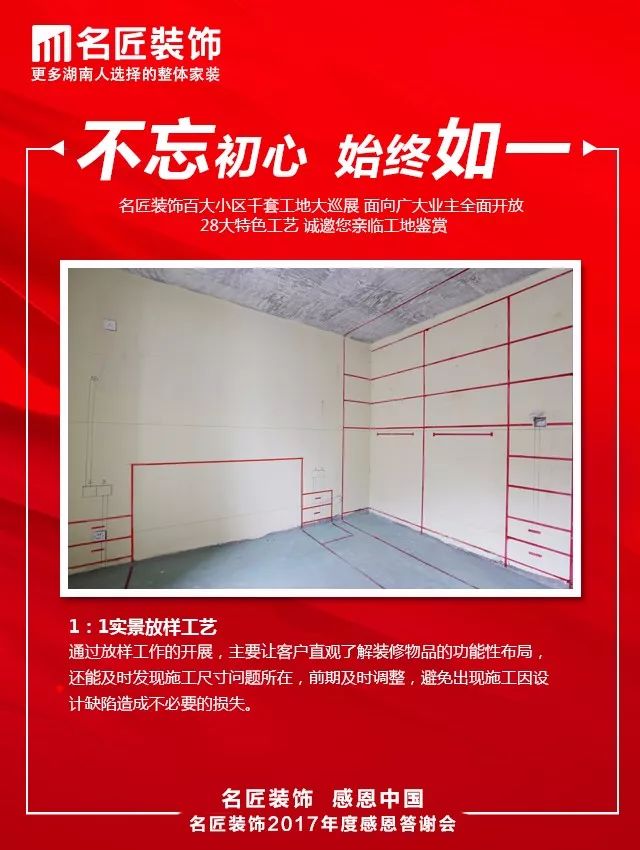 名匠装饰
更多湖南人选择的整体家装
不忘初心 始终如一
名匠装饰百大小区千套工地大巡展 面向广大业主全面开放
28大特色工艺 诚邀您亲临工地鉴赏
1：1实景放样工艺
通过放样工作的开展，主要让客户直观了解装修物品的功能性布局，
还能及时发现施工尺寸问题所在，前期及时调整，避免出现施工因设
计缺陷造成不必要的损失。
名匠装饰 感恩中国
名匠装饰2017年度感恩答谢会